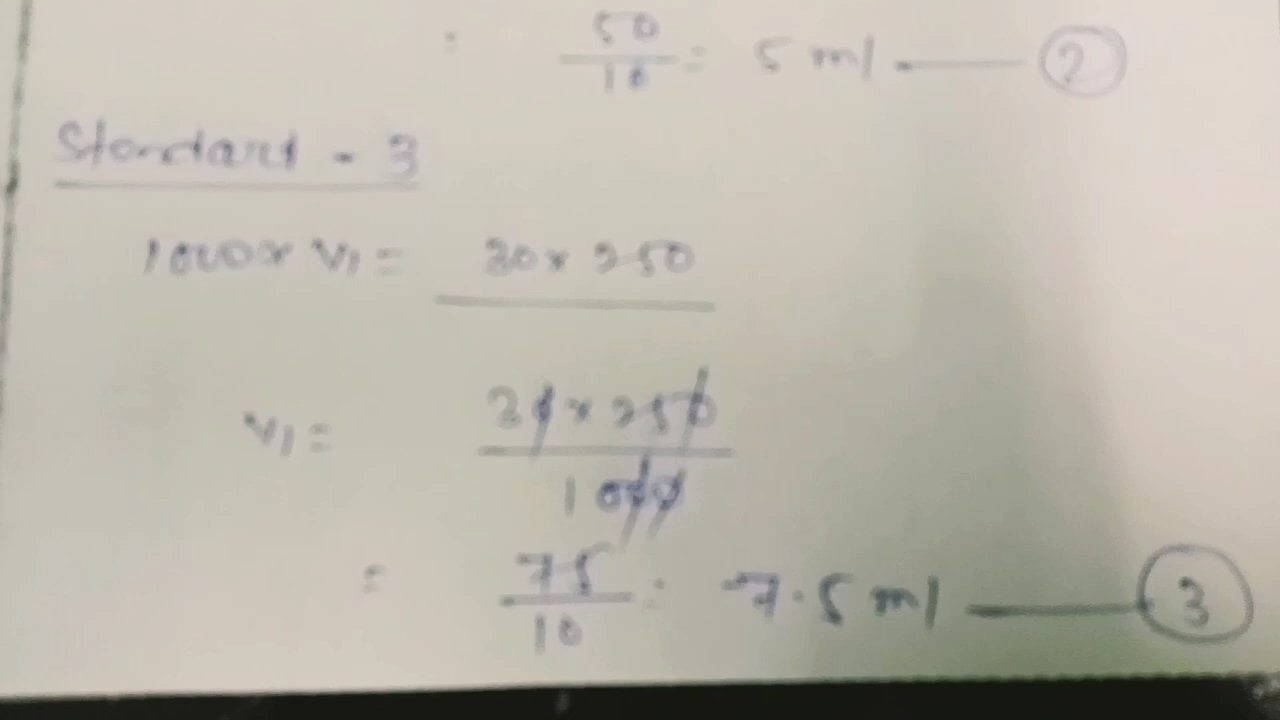 = 50/10 = 5 ml — 2
Standard - 3
1000 x V1 = 30 x 250
V1 = 30 x 250 / 1000
= 75/10 = 7.5 ml — 3